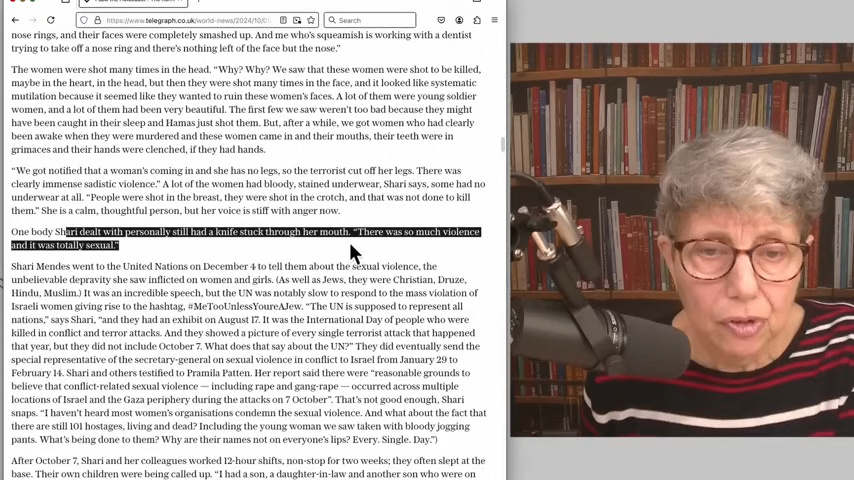 https://www.telegraph.co.uk/world-news/2024/10/0
Search
nose rings, and their faces were completely smashed up. And me who's squeamish is working with a dentist
trying to take off a nose ring and there's nothing left of the face but the nose.”
The women were shot many times in the head. “Why? Why? We saw that these women were shot to be killed,
maybe in the heart, in the head, but then they were shot many times in the face, and it looked like systematic
mutilation because it seemed like they wanted to ruin these women's faces. A lot of them were young soldier
women, and a lot of them had been very beautiful. The first few we saw weren't too bad because they might
have been caught in their sleep and Hamas just shot them. But, after a while, we got women who had clearly
been awake when they were murdered and these women came in and their mouths, their teeth were in
grimaces and their hands were clenched, if they had hands.
“We got notified that a woman's coming in and she has no legs, so the terrorist cut off her legs. There was
clearly immense sadistic violence.” A lot of the women had bloody, stained underwear, Shari says, some had no
underwear at all. “People were shot in the breast, they were shot in the crotch, and that was not done to kill
them.” She is a calm, thoughtful person, but her voice is stiff with anger now.
One body Shari dealt with personally still had a knife stuck through her mouth. “There was so much violence
and it was totally sexual.”
Shari Mendes went to the United Nations on December 4 to tell them about the sexual violence, the
unbelievable depravity she saw inflicted on women and girls. (As well as Jews, they were Christian, Druze,
Hindu, Muslim.) It was an incredible speech, but the UN was notably slow to respond to the mass violation of
Israeli women giving rise to the hashtag, #MeTooUnlessYoureAJew. “The UN is supposed to represent all
nations,” says Shari, “and they had an exhibit on August 17. It was the International Day of people who were
killed in conflict and terror attacks. And they showed a picture of every single terrorist attack that happened
that year, but they did not include October 7. What does that say about the UN?” They did eventually send the
special representative of the secretary-general on sexual violence in conflict to Israel from January 29 to
February 14. Shari and others testified to Pramila Patten. Her report said there were “reasonable grounds to
believe that conflict-related sexual violence — including rape and gang-rape — occurred across multiple
locations of Israel and the Gaza periphery during the attacks on 7 October”. That's not good enough, Shari
snaps. “I haven't heard most women's organisations condemn the sexual violence. And what about the fact that
there are still 101 hostages, living and dead? Including the young woman we saw taken with bloody jogging
pants. What's being done to them? Why are their names not on everyone's lips? Every. Single. Day.”)
After October 7, Shari and her colleagues worked 12-hour shifts, non-stop for two weeks; they often slept at the
base. Their own children were being called up. “I had a son, a daughter-in-law and another son who were on